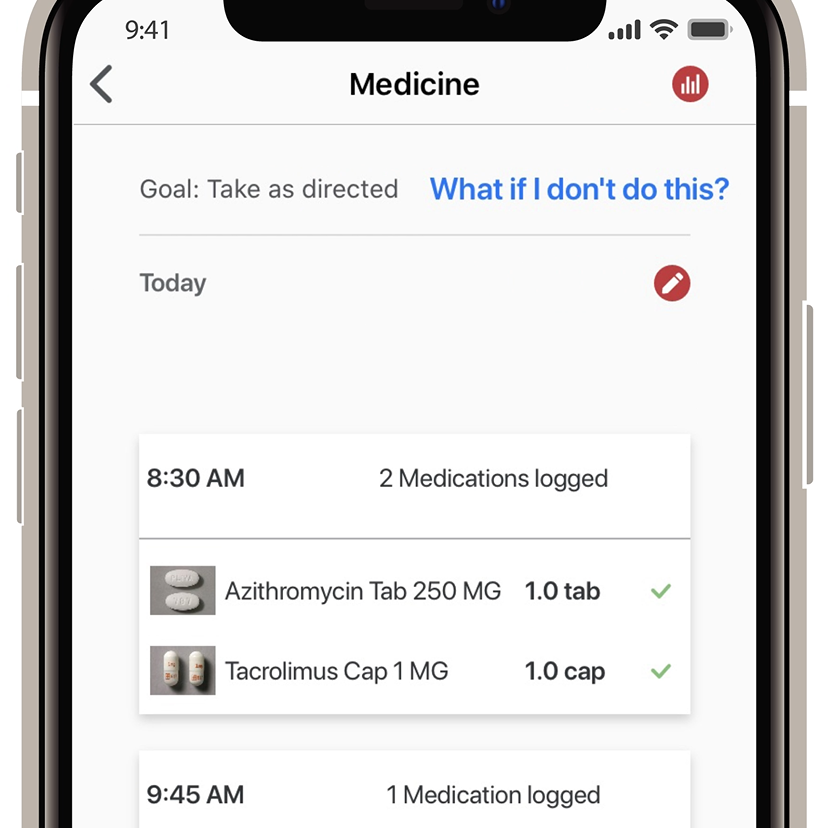 9:41
Medicine
Goal: Take as directed What if I don't do this?
Today
8:30 AM 2 Medications logged
Azithromycin Tab 250 MG 1.0 tab
Tacrolimus Cap 1 MG 1.0 cap
9:45 AM 1 Medication logged